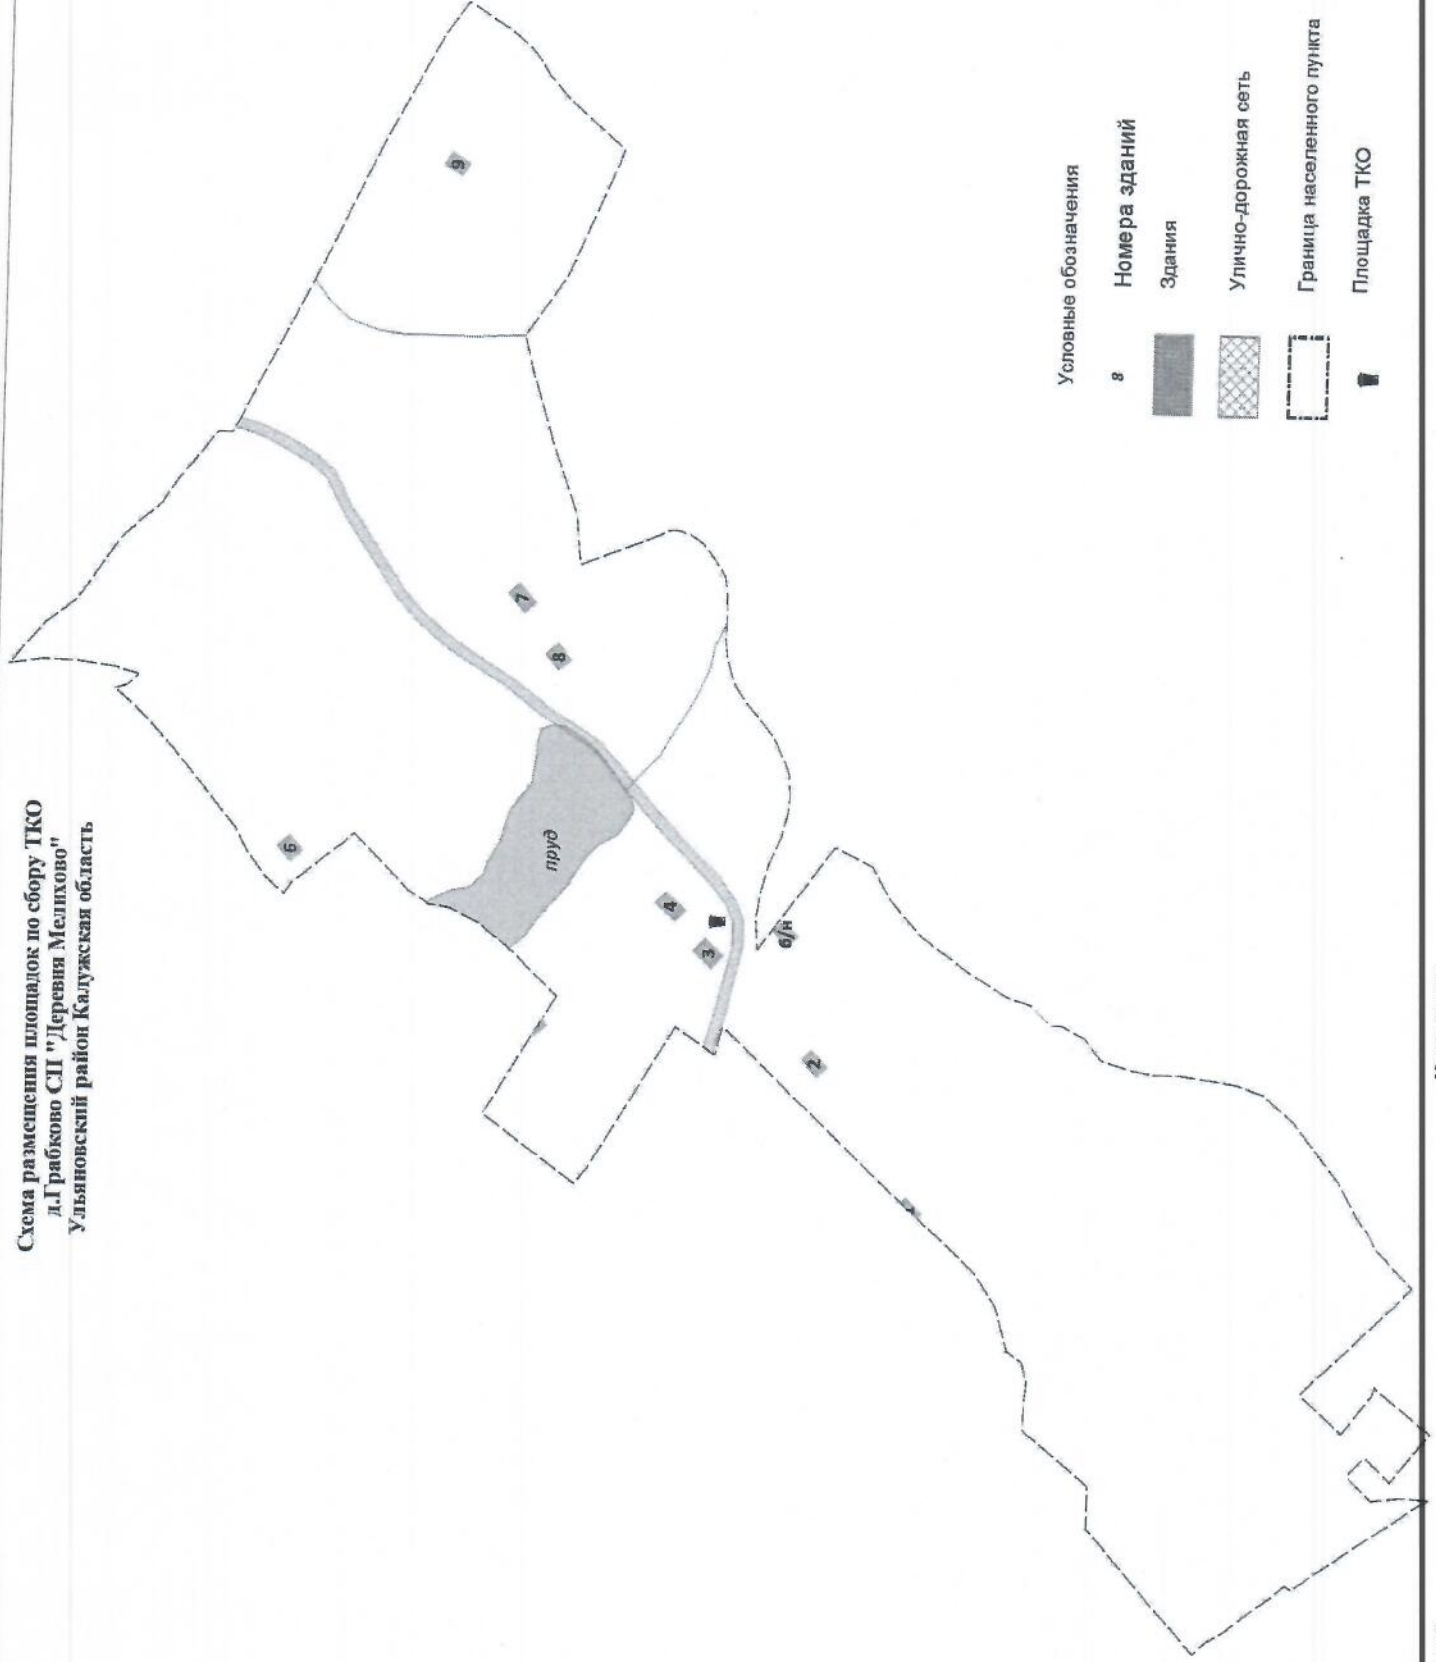 Схема размещения площадок по сбору ТКО
д.Грабково СП "Деревня Мелихово"
Ульяновский район Калужская область
6
9
7
8
пруд
4
3
б/н
2
Условные обозначения
8 Номера зданий
Здания
Улично-дорожная сеть
Граница населенного пункта
Площадка ТКО